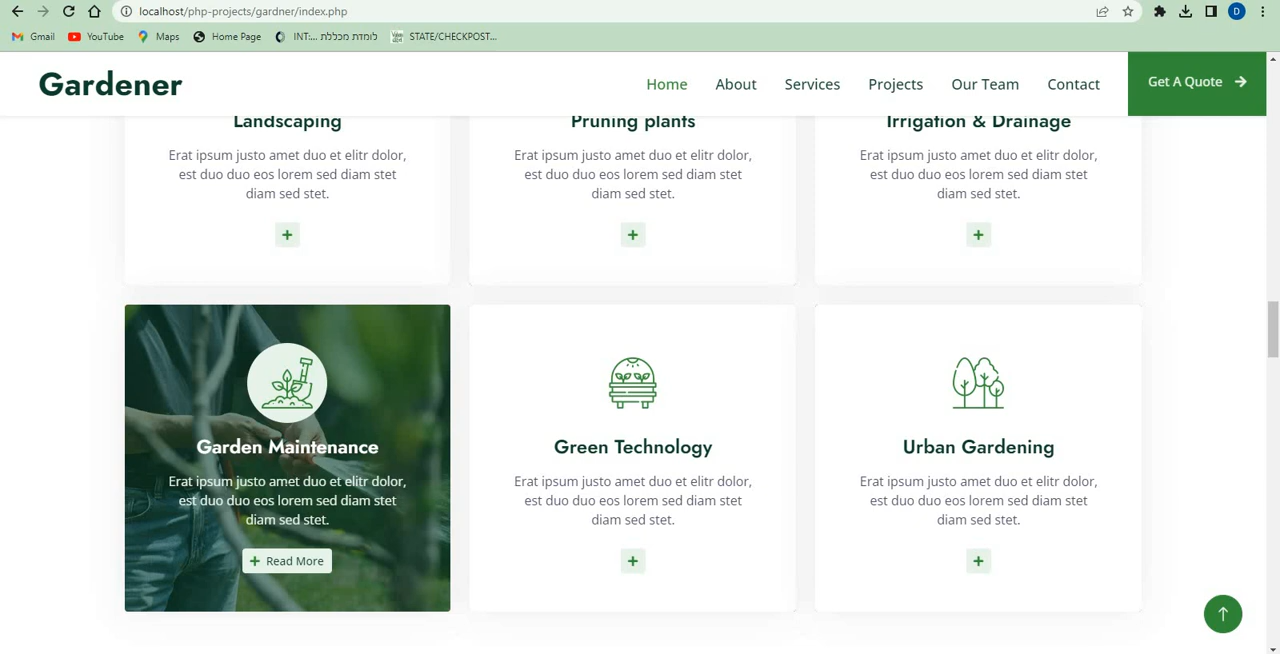 localhost/php-projects/gardner/index.php
D
Gmail YouTube Maps Home Page INT:... לומדת מכללת STATE/CHECKPOST...
Gardener Home About Services Projects Our Team Contact Get A Quote
Landscaping
Erat ipsum justo amet duo et elitr dolor,
est duo duo eos lorem sed diam stet
diam sed stet.
Pruning plants
Erat ipsum justo amet duo et elitr dolor,
est duo duo eos lorem sed diam stet
diam sed stet.
Irrigation & Drainage
Erat ipsum justo amet duo et elitr dolor,
est duo duo eos lorem sed diam stet
diam sed stet.
Garden Maintenance
Erat ipsum justo amet duo et elitr dolor,
est duo duo eos lorem sed diam stet
diam sed stet.
Read More
Green Technology
Erat ipsum justo amet duo et elitr dolor,
est duo duo eos lorem sed diam stet
diam sed stet.
Urban Gardening
Erat ipsum justo amet duo et elitr dolor,
est duo duo eos lorem sed diam stet
diam sed stet.